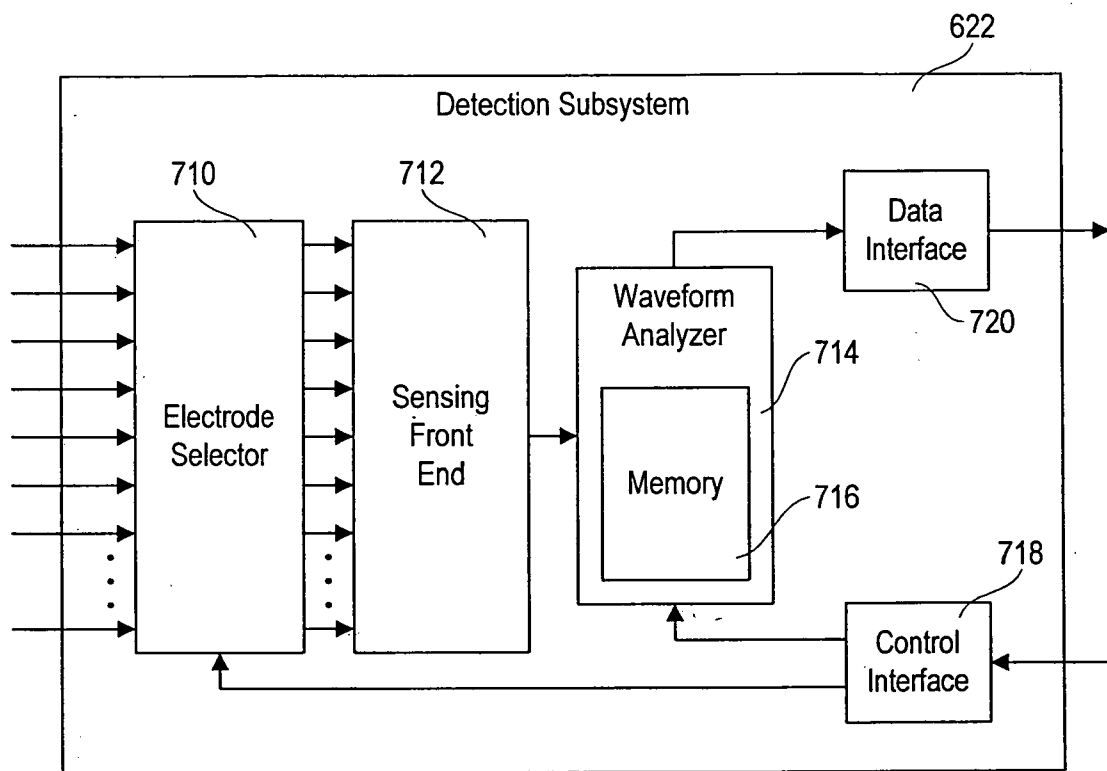 622
Detection Subsystem
710
712
Data
Interface
720
Waveform
Analyzer
714
Electrode
Selector
Sensing
Front
End
Memory
716
718
Control
Interface